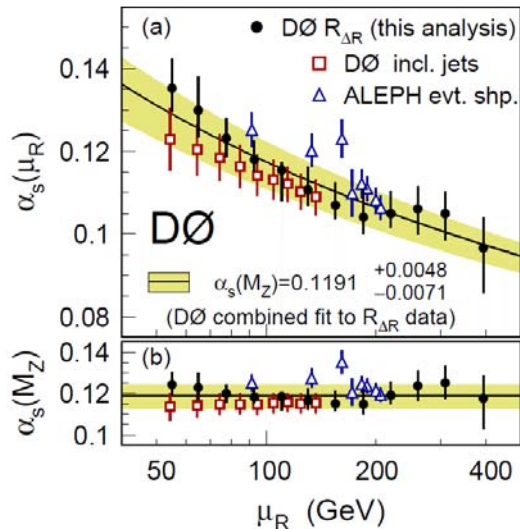 (a)
● DØ R_ΔR (this analysis)
□ DØ incl. jets
△ ALEPH evt. shp.
0.14
0.12
0.1
0.08
α_s(μ_R)
DØ
α_s(M_Z)=0.1191 +0.0048 −0.0071
(DØ combined fit to R_ΔR data)
(b)
0.14
0.12
0.1
α_s(M_Z)
50 100 200 400
μ_R (GeV)